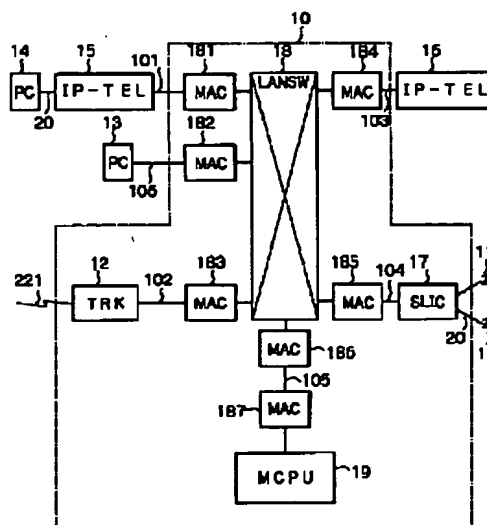 10
14 15 101 181 18 184 16
PC IP-TEL MAC LANSW MAC IP-TEL
20 13 182 103
PC MAC
106
221 12 102 183 185 104 17
TRK MAC MAC SLIC
20
MAC 186
105
187 MAC
MCPU 19